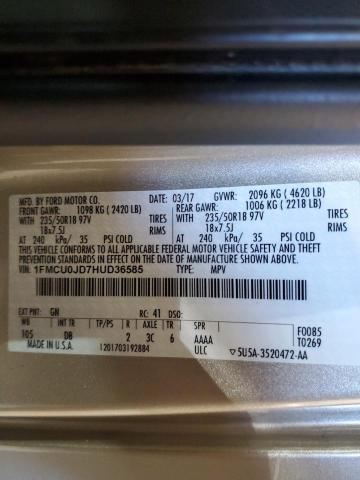 MFD. BY FORD MOTOR CO.
DATE: 03/17 GVWR: 2096 KG ( 4620 LB)
FRONT GAWR: 1098 KG ( 2420 LB) REAR GAWR: 1006 KG ( 2218 LB)
WITH 235/50R18 97V TIRES WITH 235/50R18 97V TIRES
18x7.5J RIMS 18x7.5J RIMS
AT 240 kPa/ 35 PSI COLD AT 240 kPa/ 35 PSI COLD
THIS VEHICLE CONFORMS TO ALL APPLICABLE FEDERAL MOTOR VEHICLE SAFETY AND THEFT PREVENTION STANDARDS IN EFFECT ON THE DATE OF MANUFACTURE SHOWN ABOVE.
VIN: 1FMCU0JD7HUD36585 TYPE: MPV
EXT PNT: GN RC: 41 DSO:
WB INT TR TP/PS R AXLE TR SPR F0085
105 DB 2 3C 6 AAAA T0269
MADE IN U.S.A. 1201703192884 ULC 5U5A-3520472-AA